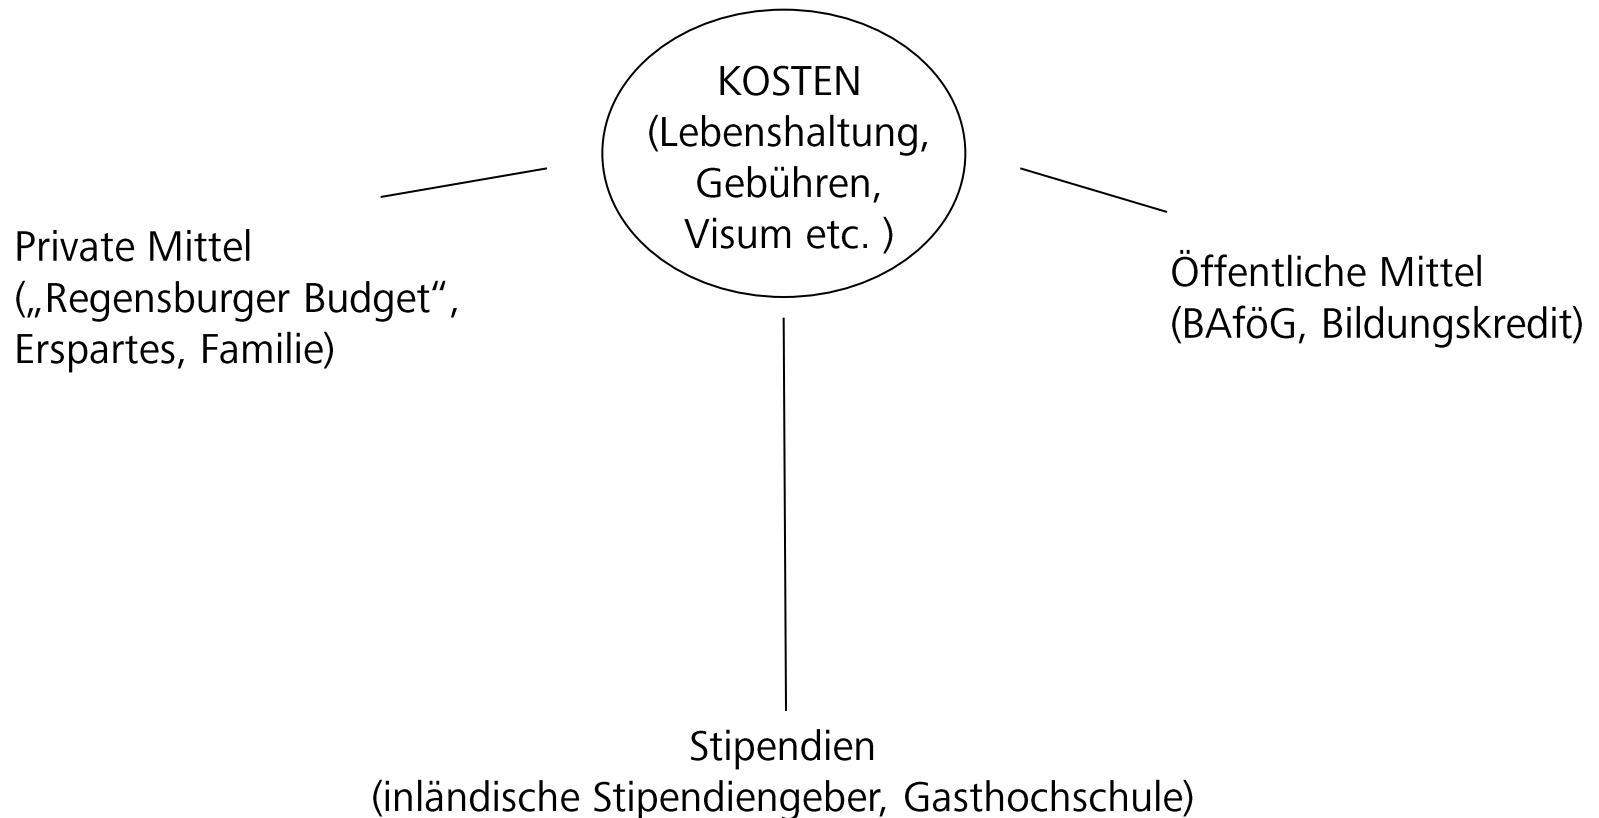 KOSTEN
(Lebenshaltung,
Gebühren,
Visum etc. )
Private Mittel
(„Regensburger Budget“,
Erspartes, Familie)
Öffentliche Mittel
(BAföG, Bildungskredit)
Stipendien
(inländische Stipendiengeber, Gasthochschule)